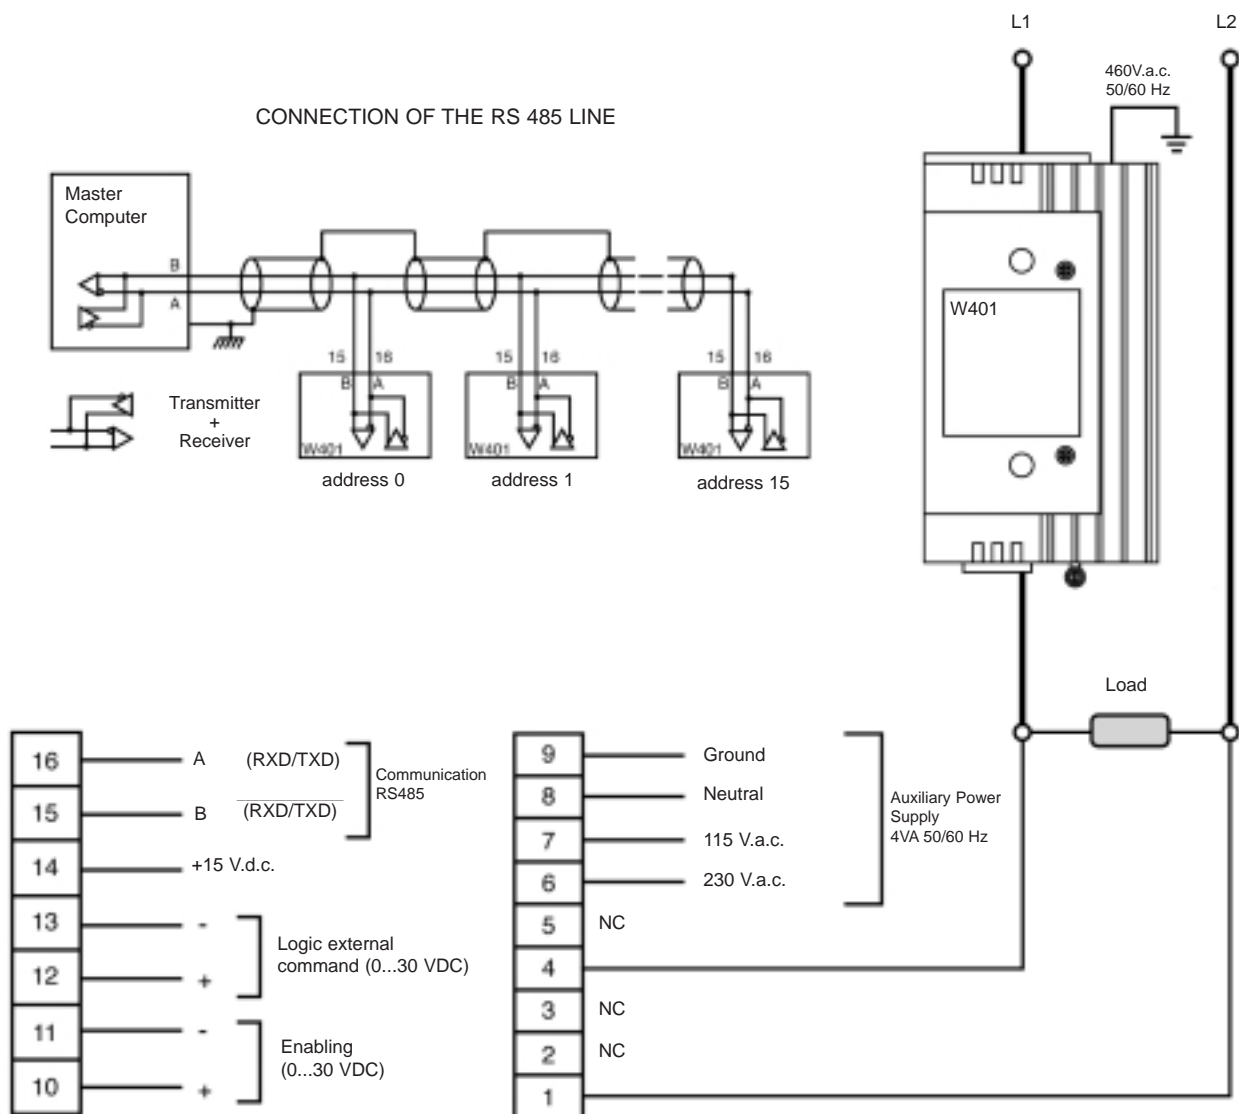 L1
L2
460V.a.c.
50/60 Hz
CONNECTION OF THE RS 485 LINE
Master
Computer
B
A
15
16
15
16
15
16
B
A
B
A
B
A
W401
W401
W401
address 0
address 1
address 15
Transmitter
+
Receiver
W401
Load
16
A
(RXD/TXD)
15
B
(RXD/TXD)
Communication
RS485
14
+15 V.d.c.
13
-
12
+
Logic external
command (0...30 VDC)
11
-
10
+
Enabling
(0...30 VDC)
9
Ground
8
Neutral
7
115 V.a.c.
6
230 V.a.c.
Auxiliary Power
Supply
4VA 50/60 Hz
5
NC
4
3
NC
2
NC
1